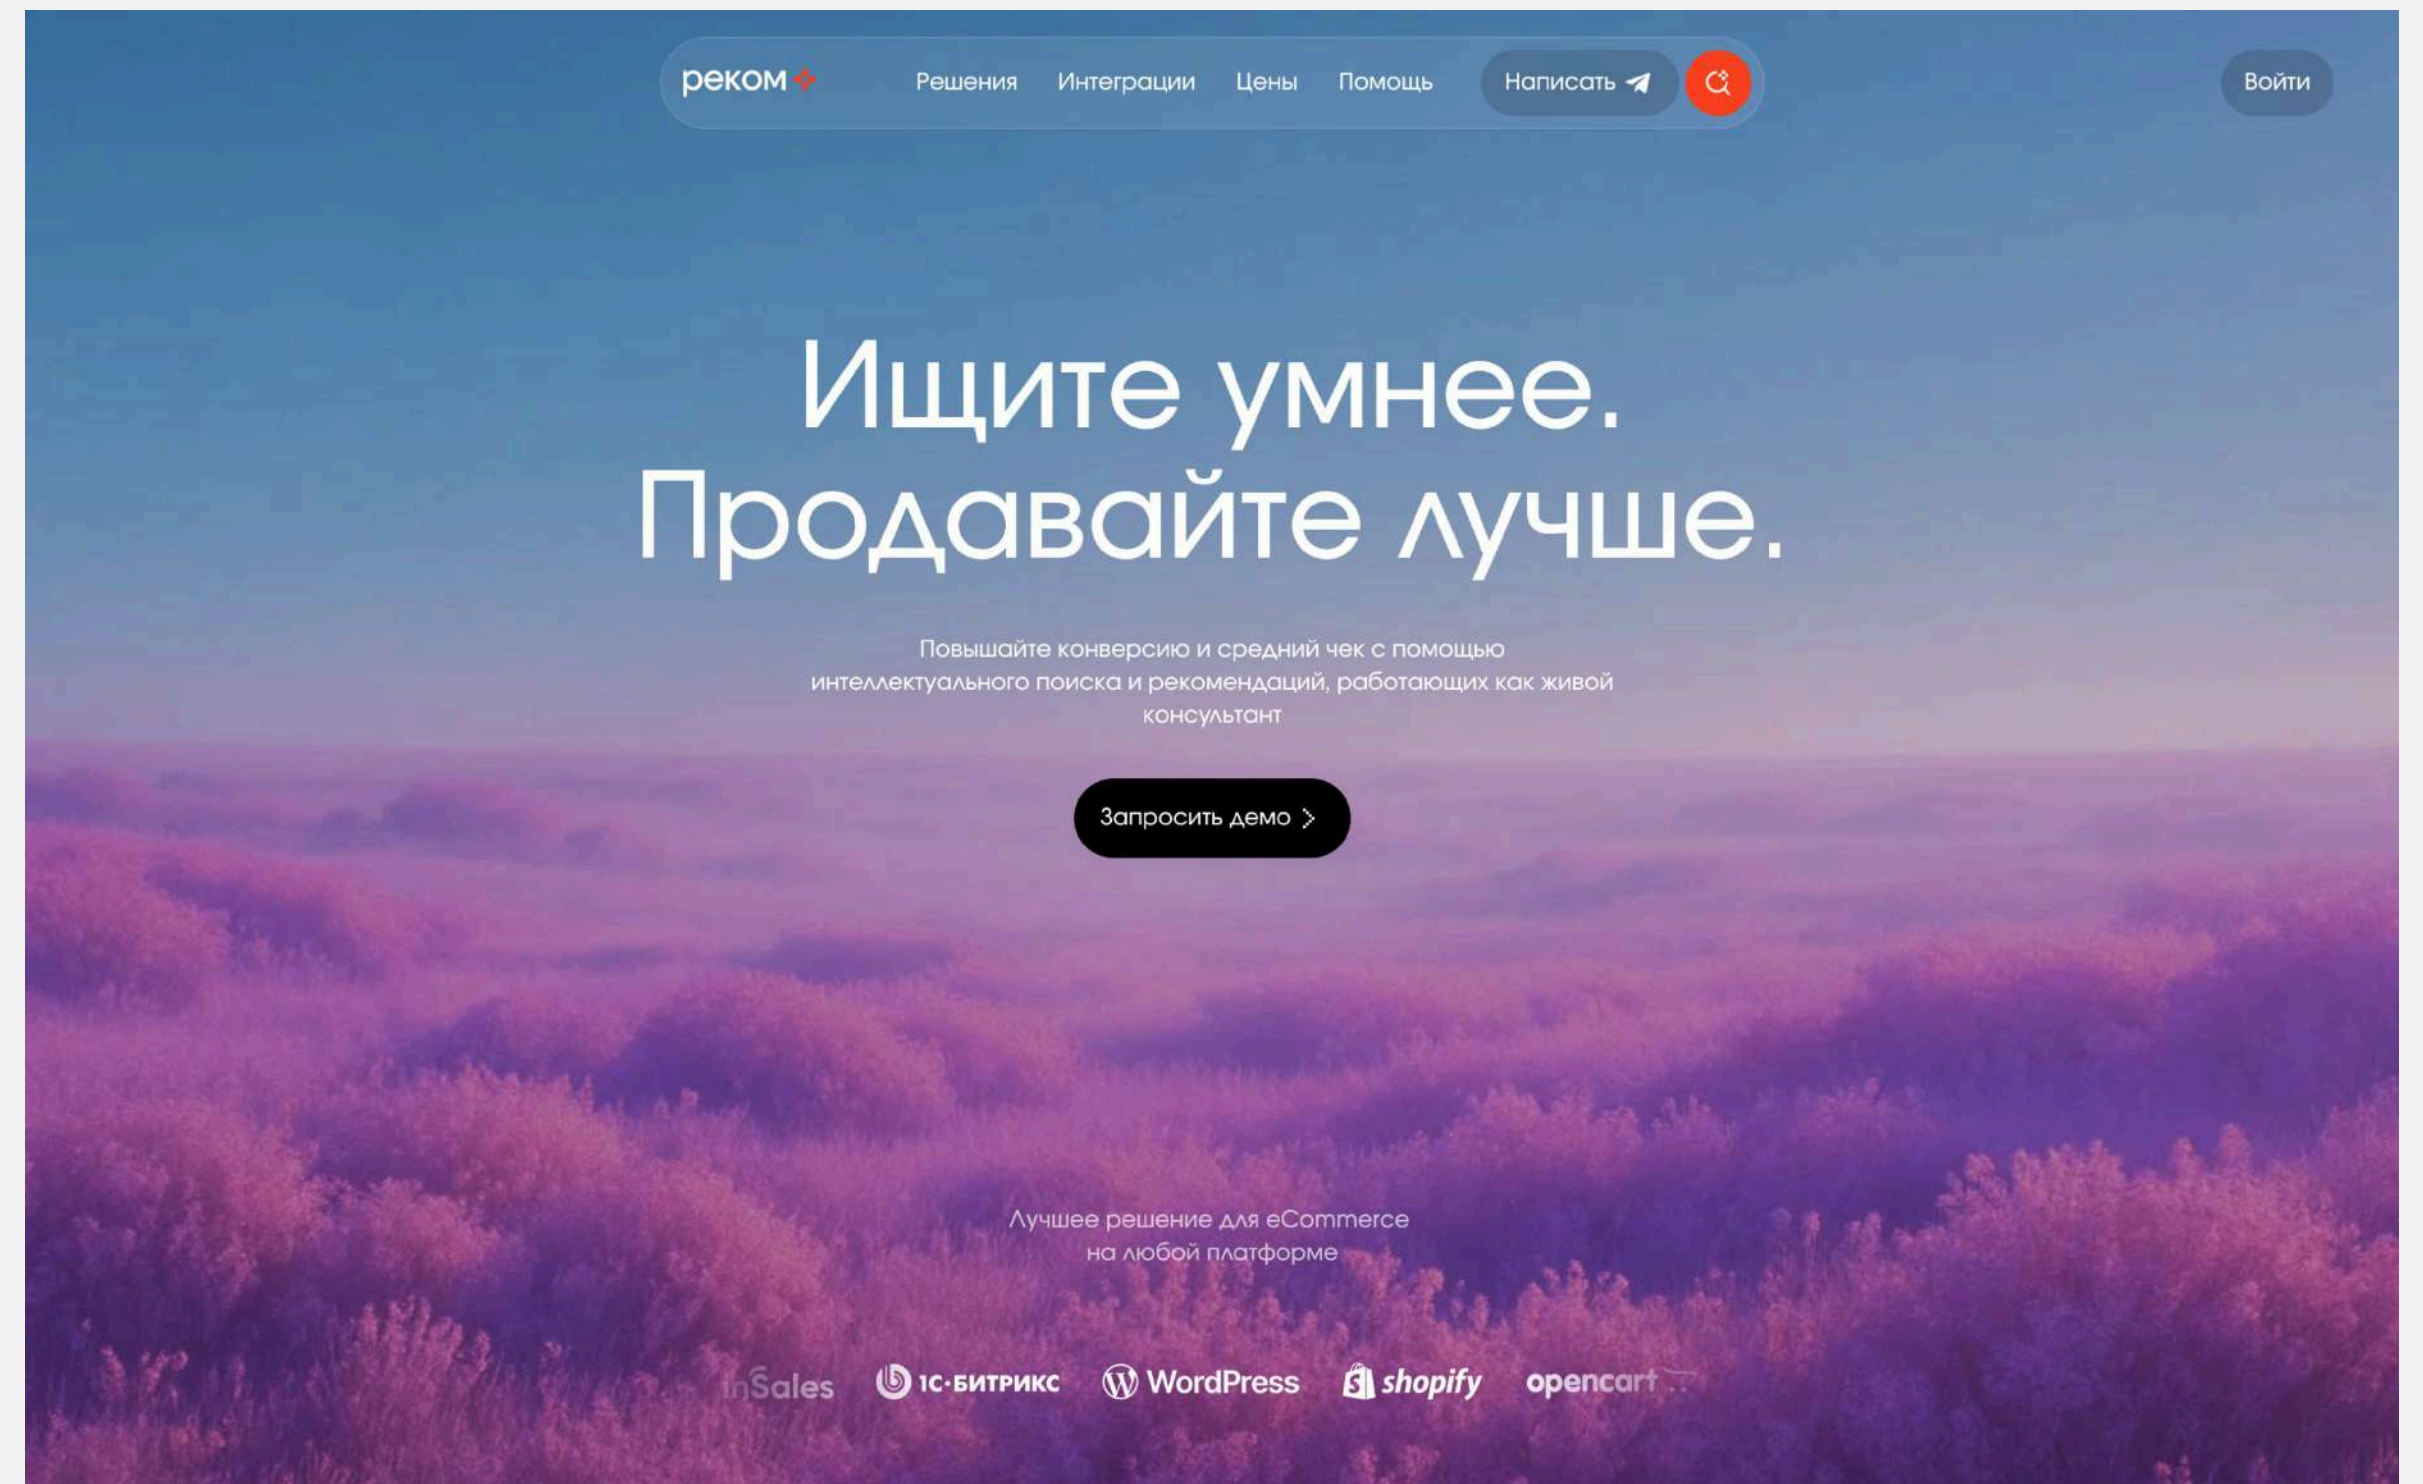 реком
Решения
Интеграции
Цены
Помощь
Написать
Войти
Ищите умнее.
Продавайте лучше.
Повышайте конверсию и средний чек с помощью
интеллектуального поиска и рекомендаций, работающих как живой
консультант
Запросить демо
Лучшее решение для eCommerce
на любой платформе
inSales
1С·БИТРИКС
WordPress
shopify
opencart